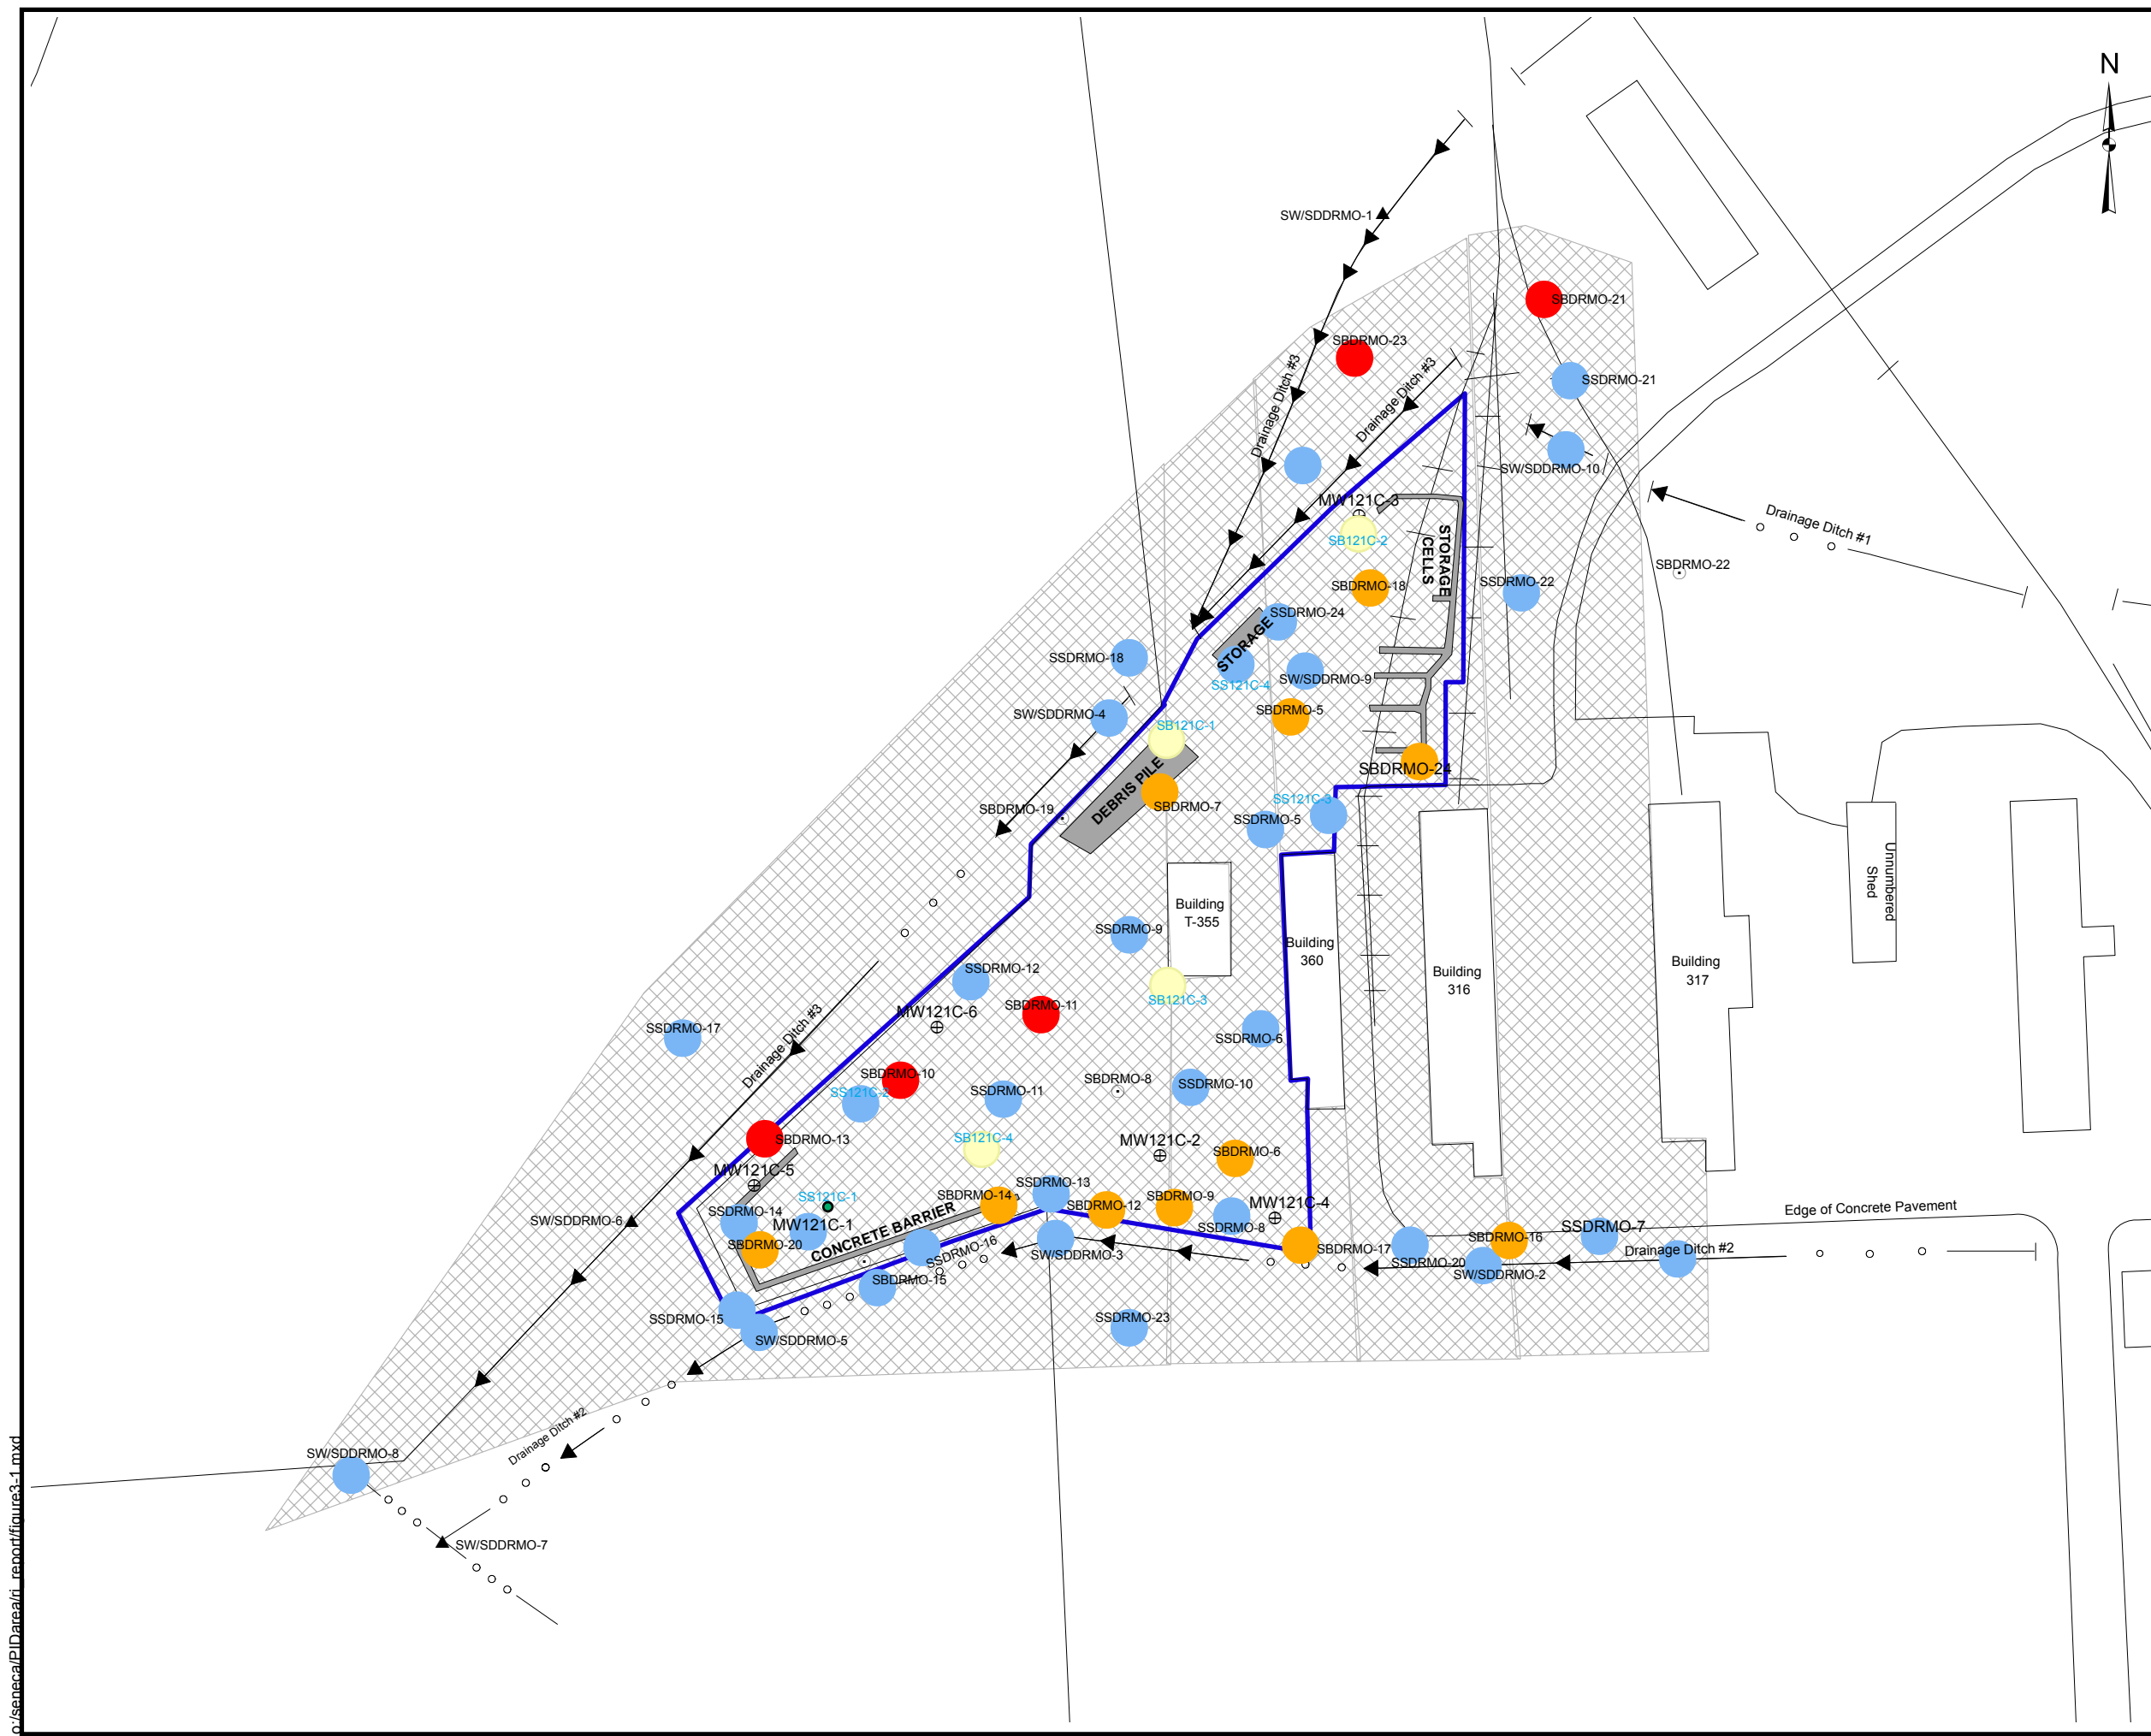 N
SW/SDDRMO-1
SBDRMO-21
SBDRMO-23
Drainage Ditch #3
Drainage Ditch #3
SSDRMO-21
SW/SDDRMO-10
MW121C-3
SB121C-2
STORAGE
CELLS
Drainage Ditch #1
SBDRMO-22
SBDRMO-18
SSDRMO-22
SSDRMO-24
STORAGE
SSDRMO-18
SS121C-4
SW/SDDRMO-9
SW/SDDRMO-4
SBDRMO-5
SB121C-1
SBDRMO-24
DEBRIS PILE
SBDRMO-19
SBDRMO-7
SS121C-3
SSDRMO-5
Unnumbered
Shed
Building
T-355
SSDRMO-9
Building
360
Building
316
Building
317
SSDRMO-12
SB121C-3
SBDRMO-11
MW121C-6
SSDRMO-17
Drainage Ditch #3
SSDRMO-6
SBDRMO-10
SS121C-2
SSDRMO-11
SBDRMO-8
SSDRMO-10
SBDRMO-13
SB121C-4
MW121C-2
SBDRMO-6
MW121C-5
SS121C-1
SBDRMO-14
SSDRMO-13
SBDRMO-12
SBDRMO-9
MW121C-4
SW/SDDRMO-6
SSDRMO-14
MW121C-1
CONCRETE BARRIER
SSDRMO-8
Edge of Concrete Pavement
SSDRMO-7
SBDRMO-20
SSDRMO-16
SW/SDDRMO-3
SBDRMO-17
SBDRMO-16
Drainage Ditch #2
SSDRMO-20
SW/SDDRMO-2
SBDRMO-15
SSDRMO-15
SSDRMO-23
SW/SDDRMO-5
Drainage Ditch #2
SW/SDDRMO-8
SW/SDDRMO-7
o:/seneca/PIDarea/ri_report/figure3-1.mxd